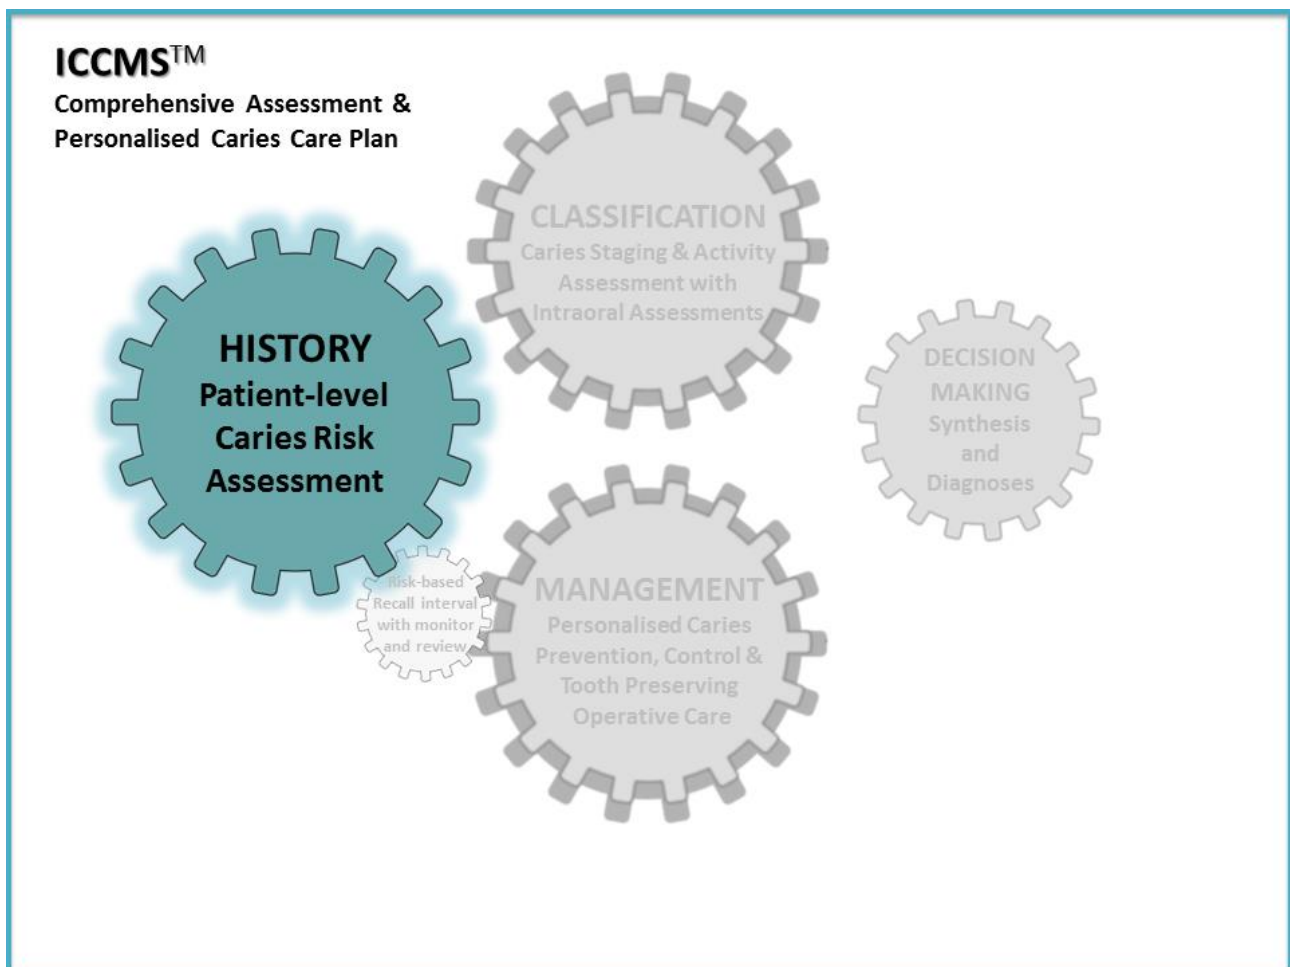 ICCMS™
Comprehensive Assessment &
Personalised Caries Care Plan
HISTORY
Patient-level
Caries Risk
Assessment
CLASSIFICATION
Caries Staging & Activity
Assessment with
Intraoral Assessments
DECISION
MAKING
Synthesis
and
Diagnoses
MANAGEMENT
Personalised Caries
Prevention, Control &
Tooth Preserving
Operative Care
Risk-based
Recall interval
with monitor
and review